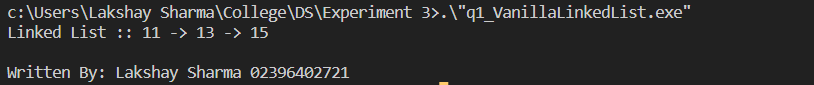 c:\Users\Lakshay Sharma\College\DS\Experiment 3>.\"q1_VanillaLinkedList.exe"
Linked List :: 11 -> 13 -> 15
Written By: Lakshay Sharma 02396402721